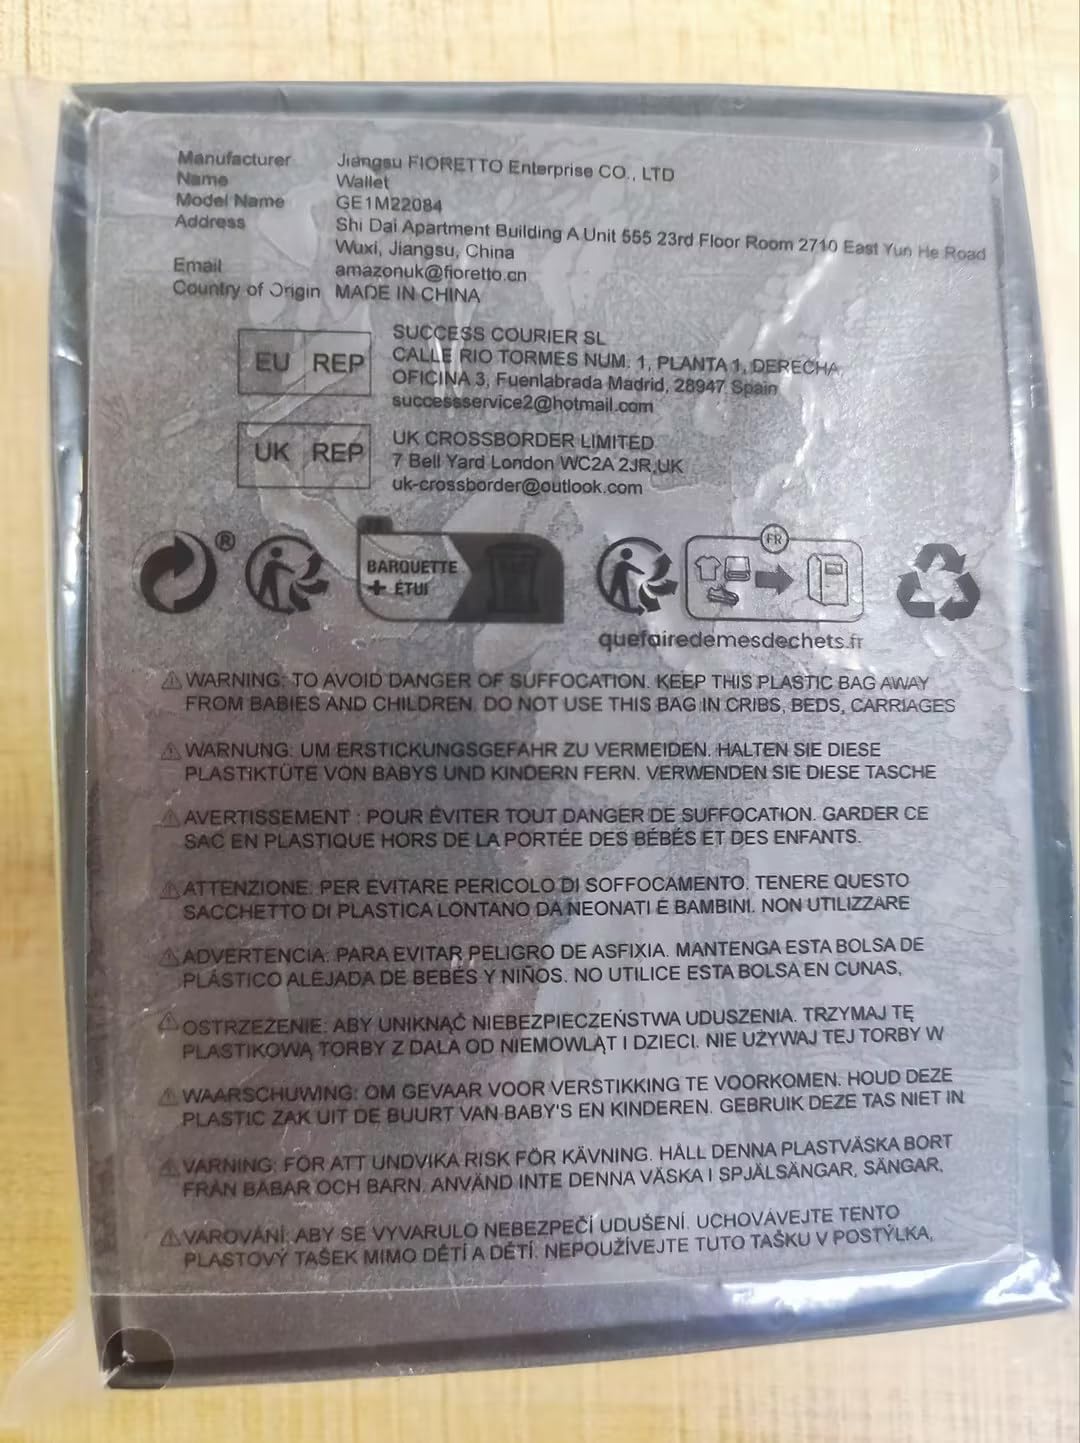 Manufacturer Jiangsu FIORETTO Enterprise CO., LTD
Name Wallet
Model Name GE1M22084
Address Shi Dai Apartment Building A Unit 555 23rd Floor Room 2710 East Yun He Road
Wuxi, Jiangsu, China
Email amazonuk@fioretto.cn
Country of Origin MADE IN CHINA
EU REP
SUCCESS COURIER SL
CALLE RIO TORMES NUM. 1, PLANTA 1, DERECHA,
OFICINA 3, Fuenlabrada Madrid, 28947 Spain
successservice2@hotmail.com
UK REP
UK CROSSBORDER LIMITED
7 Bell Yard London WC2A 2JR,UK
uk-crossborder@outlook.com
®
BARQUETTE
+ ÉTUI
FR
quefairedemesdechets.fr
⚠ WARNING: TO AVOID DANGER OF SUFFOCATION. KEEP THIS PLASTIC BAG AWAY
FROM BABIES AND CHILDREN. DO NOT USE THIS BAG IN CRIBS, BEDS, CARRIAGES
⚠ WARNUNG: UM ERSTICKUNGSGEFAHR ZU VERMEIDEN. HALTEN SIE DIESE
PLASTIKTÜTE VON BABYS UND KINDERN FERN. VERWENDEN SIE DIESE TASCHE
⚠ AVERTISSEMENT : POUR ÉVITER TOUT DANGER DE SUFFOCATION. GARDER CE
SAC EN PLASTIQUE HORS DE LA PORTÉE DES BÉBÉS ET DES ENFANTS.
⚠ ATTENZIONE: PER EVITARE PERICOLO DI SOFFOCAMENTO. TENERE QUESTO
SACCHETTO DI PLASTICA LONTANO DA NEONATI E BAMBINI. NON UTILIZZARE
⚠ ADVERTENCIA: PARA EVITAR PELIGRO DE ASFIXIA. MANTENGA ESTA BOLSA DE
PLÁSTICO ALEJADA DE BEBÉS Y NIÑOS. NO UTILICE ESTA BOLSA EN CUNAS,
⚠ OSTRZEŻENIE: ABY UNIKNĄĆ NIEBEZPIECZEŃSTWA UDUSZENIA. TRZYMAJ TĘ
PLASTIKOWĄ TORBY Z DALA OD NIEMOWLĄT I DZIECI. NIE UŻYWAJ TEJ TORBY W
⚠ WAARSCHUWING: OM GEVAAR VOOR VERSTIKKING TE VOORKOMEN. HOUD DEZE
PLASTIC ZAK UIT DE BUURT VAN BABY'S EN KINDEREN. GEBRUIK DEZE TAS NIET IN
⚠ VARNING: FÖR ATT UNDVIKA RISK FÖR KÄVNING. HÅLL DENNA PLASTVÄSKA BORT
FRÅN BABAR OCH BARN. ANVÄND INTE DENNA VÄSKA I SPJÄLSÄNGAR, SÄNGAR,
⚠ VAROVÁNÍ: ABY SE VYVARULO NEBEZPEČÍ UDUŠENÍ. UCHOVÁVEJTE TENTO
PLASTOVÝ TAŠEK MIMO DĚTÍ A DĚTÍ. NEPOUŽÍVEJTE TUTO TAŠKU V POSTÝLKA,